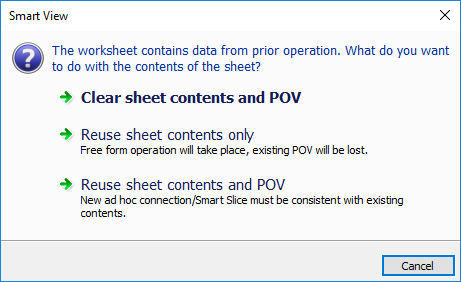 Smart View
The worksheet contains data from prior operation. What do you want
to do with the contents of the sheet?
Clear sheet contents and POV
Reuse sheet contents only
Free form operation will take place, existing POV will be lost.
Reuse sheet contents and POV
New ad hoc connection/Smart Slice must be consistent with existing
contents.
Cancel